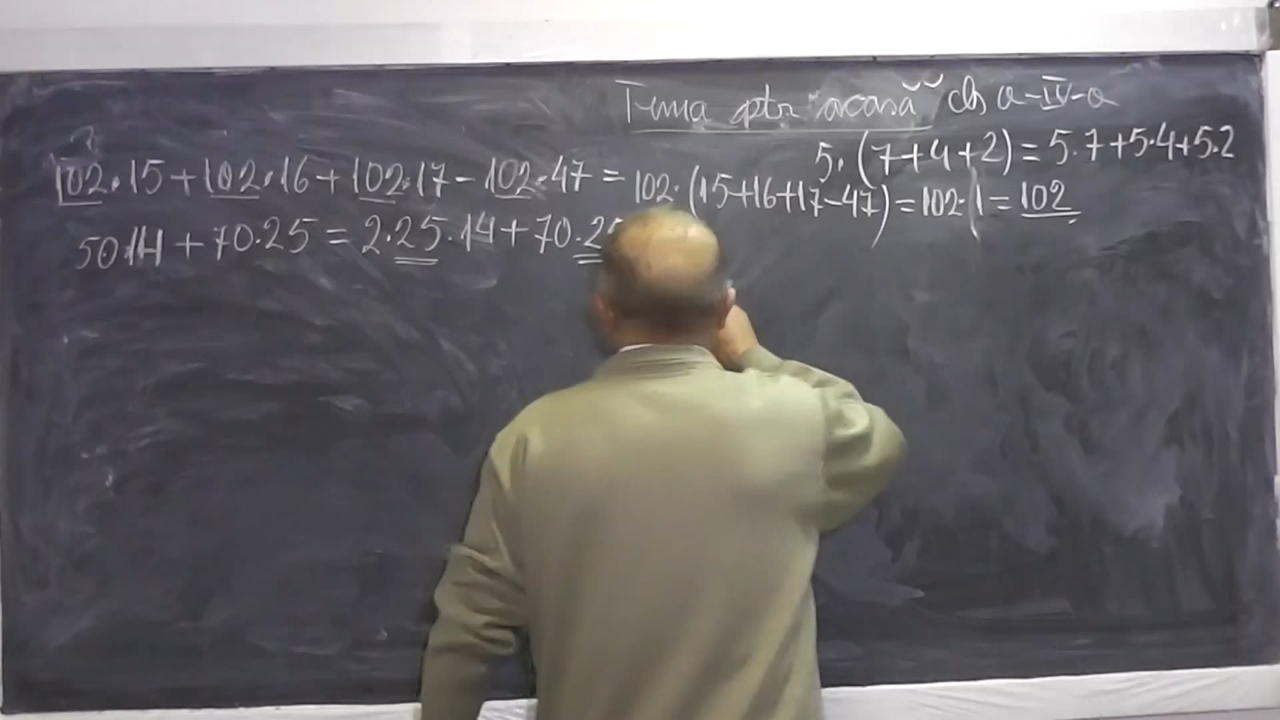 Tema ptr "acasă" cls a-IV-a
5.(7+4+2)=5.7+5.4+5.2
102.15+102.16+102.17-102.47=102.(15+16+17-47)=102.1=102
50.14+70.25=2.25.14+70.25